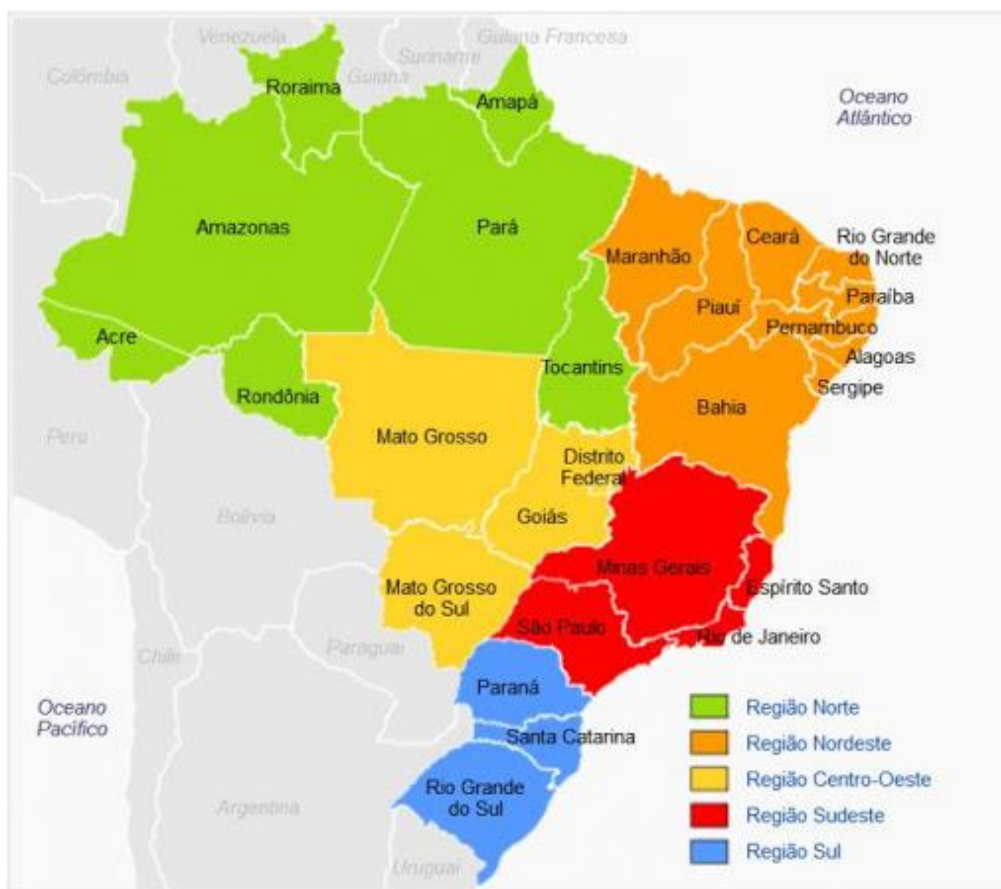 Venezuela
Guiana Francesa
Suriname
Colômbia
Guiana
Roraima
Amapá
Oceano
Atlântico
Amazonas
Pará
Maranhão
Ceará
Rio Grande
do Norte
Piauí
Paraíba
Pernambuco
Acre
Alagoas
Tocantins
Sergipe
Rondônia
Bahia
Mato Grosso
Peru
Distrito
Federal
Goiás
Bolívia
Minas Gerais
Mato Grosso
do Sul
Espírito Santo
São Paulo
Rio de Janeiro
Paraguai
Chile
Paraná
Oceano
Pacífico
Santa Catarina
Rio Grande
do Sul
Argentina
Uruguai
Região Norte
Região Nordeste
Região Centro-Oeste
Região Sudeste
Região Sul